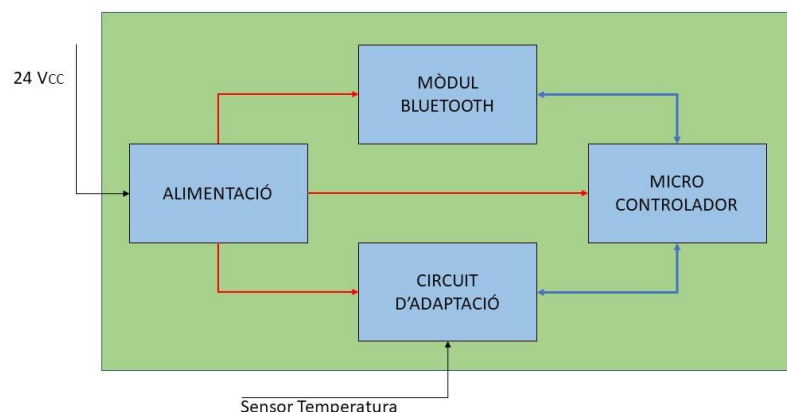 24 Vcc
MÒDUL
BLUETOOTH
ALIMENTACIÓ
MICRO
CONTROLADOR
CIRCUIT
D’ADAPTACIÓ
Sensor Temperatura